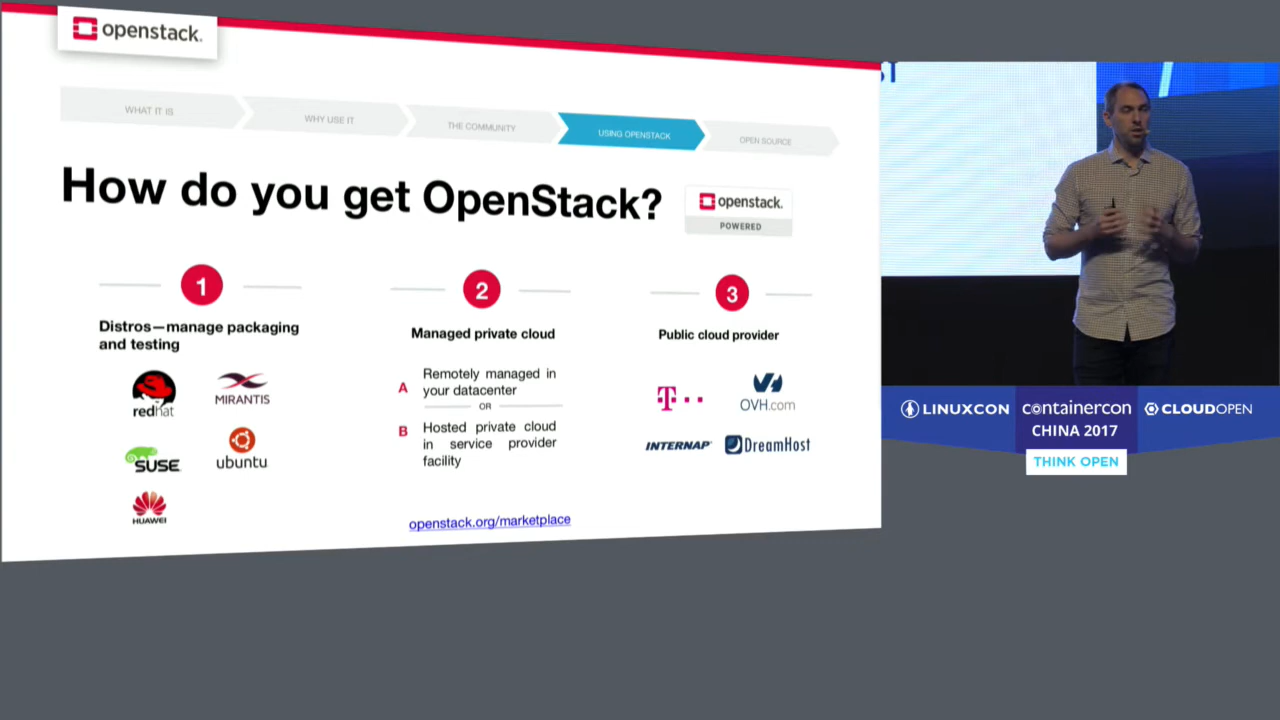 openstack.
WHAT IT IS
WHY USE IT
THE COMMUNITY
USING OPENSTACK
OPEN SOURCE
How do you get OpenStack?
openstack.
POWERED
1
Distros—manage packaging
and testing
redhat
MIRANTIS
SUSE
ubuntu
HUAWEI
2
Managed private cloud
A
Remotely managed in
your datacenter
OR
B
Hosted private cloud
in service provider
facility
openstack.org/marketplace
3
Public cloud provider
T
OVH.com
INTERNAP
DreamHost
LINUXCON
containercon
CHINA 2017
CLOUDOPEN
THINK OPEN